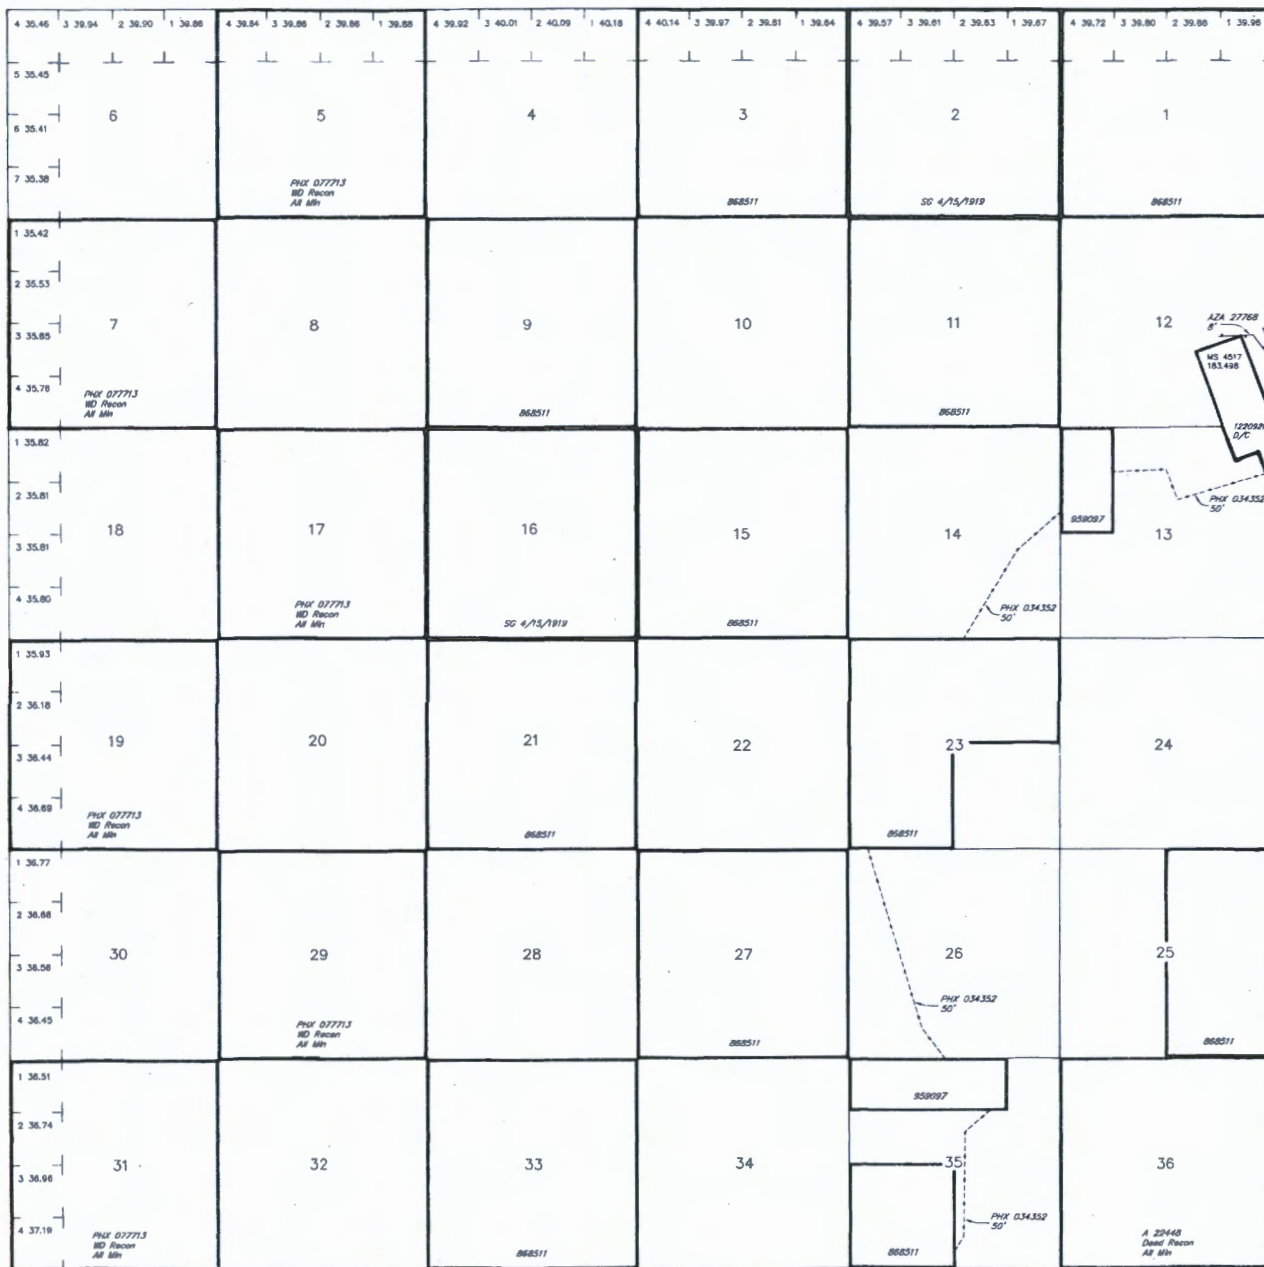 4 35.46 3 39.94 2 39.90 1 39.86 4 39.84 3 39.86 2 39.86 1 39.88 4 39.92 3 40.01 2 40.09 1 40.18 4 40.14 3 39.97 2 39.81 1 39.64 4 39.57 3 39.61 2 39.83 1 39.67 4 39.72 3 39.80 2 39.88 1 39.96
5 35.45
6 5 4 3 2 1
6 35.41
7 35.38
PHX 077713
WD Recon
All Min
868511
SG 4/15/1919
868511
1 35.42
2 35.53
7 8 9 10 11 12
3 35.65
AZA 27768
8'
MS 4517
183.498
4 35.78
PHX 077713
WD Recon
All Min
868511
868511
122092
D/C
1 35.82
2 35.81
PHX 034352
50'
959097
18 17 16 15 14 13
3 35.81
4 35.80
PHX 077713
WD Recon
All Min
SG 4/15/1919
868511
PHX 034352
50'
1 35.93
2 36.18
19 20 21 22 23 24
3 36.44
4 36.69
PHX 077713
WD Recon
All Min
868511
868511
1 36.77
2 36.66
30 29 28 27 26 25
3 36.56
4 36.45
PHX 077713
WD Recon
All Min
868511
PHX 034352
50'
868511
1 36.51
959097
2 36.74
31 32 33 34 35 36
3 36.96
4 37.19
PHX 077713
WD Recon
All Min
868511
868511
PHX 034352
50'
A 22448
Deed Recon
All Min